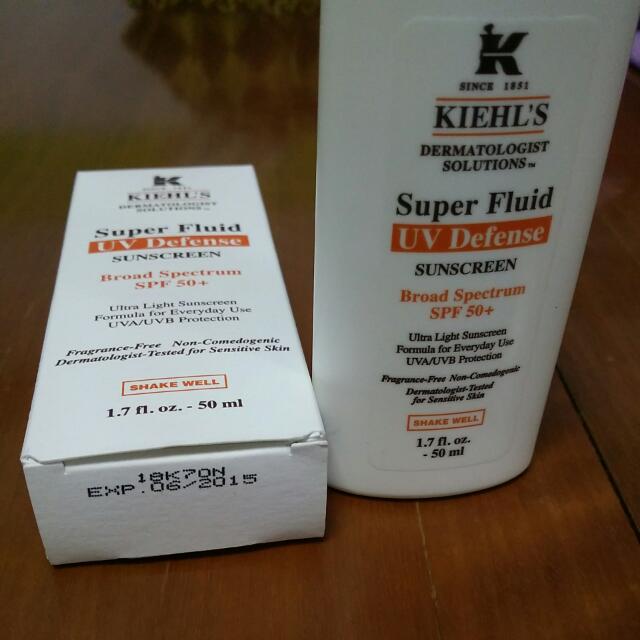 KIEHL'S
DERMATOLOGIST
SOLUTIONS™
Super Fluid
UV Defense
SUNSCREEN
Broad Spectrum
SPF 50+
Ultra Light Sunscreen
Formula for Everyday Use
UVA/UVB Protection
Fragrance-Free Non-Comedogenic
Dermatologist-Tested for Sensitive Skin
SHAKE WELL
1.7 fl. oz. - 50 ml
18K70N
EXP.06/2015
K
SINCE 1851
KIEHL'S
DERMATOLOGIST
SOLUTIONS™
Super Fluid
UV Defense
SUNSCREEN
Broad Spectrum
SPF 50+
Ultra Light Sunscreen
Formula for Everyday Use
UVA/UVB Protection
Fragrance-Free Non-Comedogenic
Dermatologist-Tested
for Sensitive Skin
SHAKE WELL
1.7 fl. oz.
- 50 ml